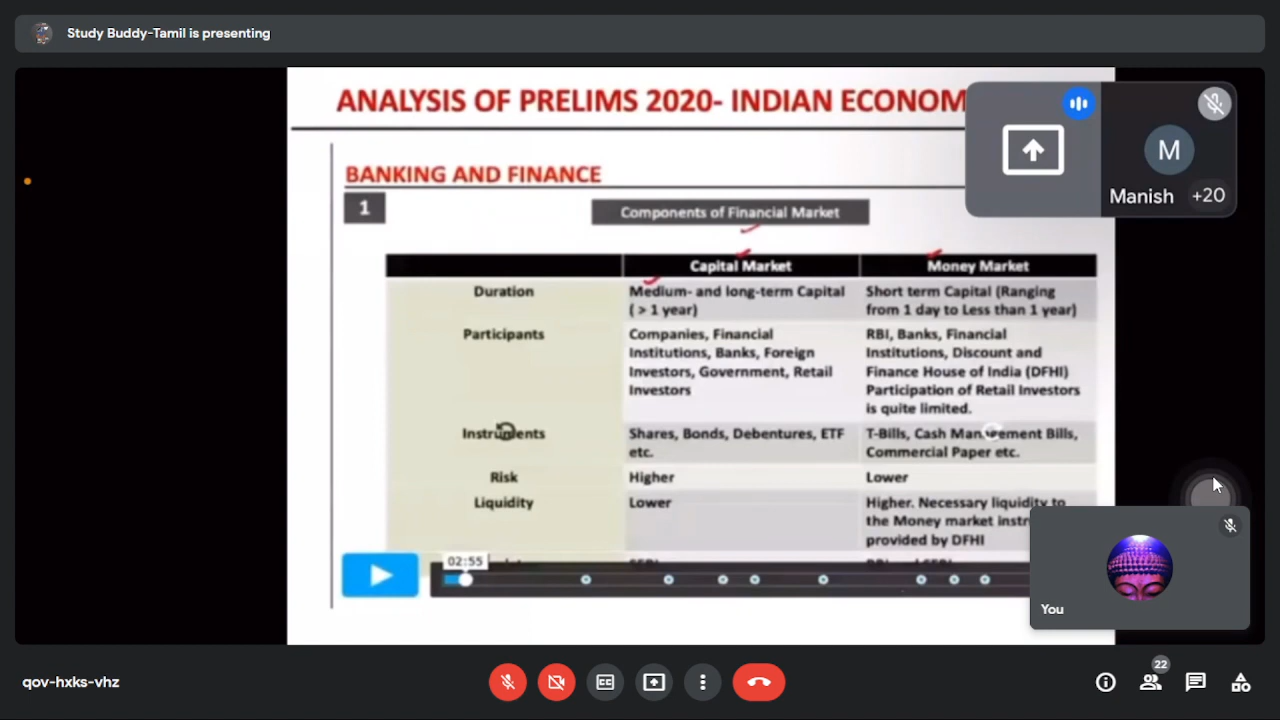 Study Buddy-Tamil is presenting
ANALYSIS OF PRELIMS 2020- INDIAN ECONOM
BANKING AND FINANCE
1
Components of Financial Market
Manish
+20
M
Capital Market
Money Market
Duration
Medium- and long-term Capital
( > 1 year)
Short term Capital (Ranging
from 1 day to Less than 1 year)
Participants
Companies, Financial
Institutions, Banks, Foreign
Investors, Government, Retail
Investors
RBI, Banks, Financial
Institutions, Discount and
Finance House of India (DFHI)
Participation of Retail Investors
is quite limited.
Instruments
Shares, Bonds, Debentures, ETF
etc.
T-Bills, Cash Management Bills,
Commercial Paper etc.
Risk
Higher
Lower
Liquidity
Lower
Higher. Necessary liquidity to
the Money market
provided by DFHI
02:55
You
qov-hxks-vhz
CC
22